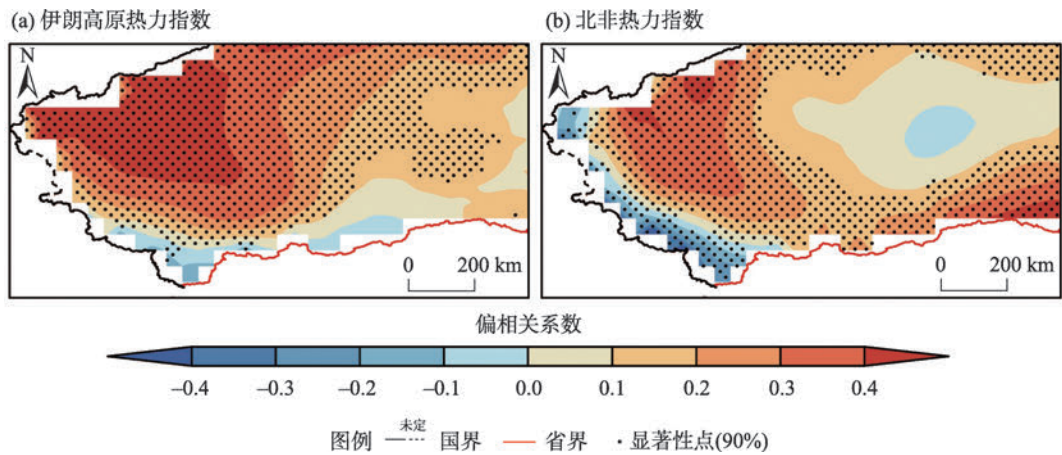 (a) 伊朗高原热力指数
(b) 北非热力指数
N
N
0 200 km
0 200 km
偏相关系数
–0.4 –0.3 –0.2 –0.1 0.0 0.1 0.2 0.3 0.4
图例 未定 国界 省界 显著性点(90%)